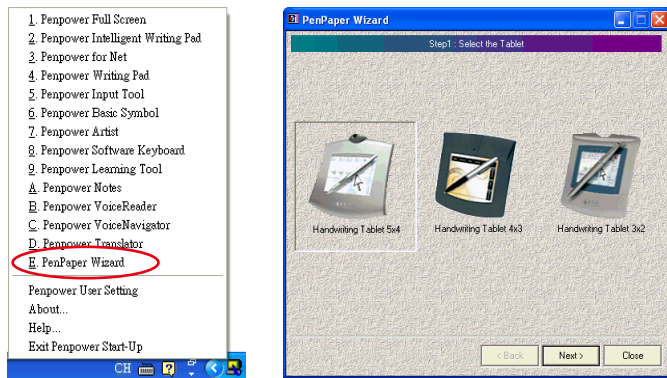 1. Penpower Full Screen
2. Penpower Intelligent Writing Pad
3. Penpower for Net
4. Penpower Writing Pad
5. Penpower Input Tool
6. Penpower Basic Symbol
7. Penpower Artist
8. Penpower Software Keyboard
9. Penpower Learning Tool
A. Penpower Notes
B. Penpower VoiceReader
C. Penpower VoiceNavigator
D. Penpower Translator
E. PenPaper Wizard
Penpower User Setting
About...
Help...
Exit Penpower Start-Up
CH
PenPaper Wizard
Step1 : Select the Tablet
Handwriting Tablet 5x4
Handwriting Tablet 4x3
Handwriting Tablet 3x2
< Back
Next >
Close